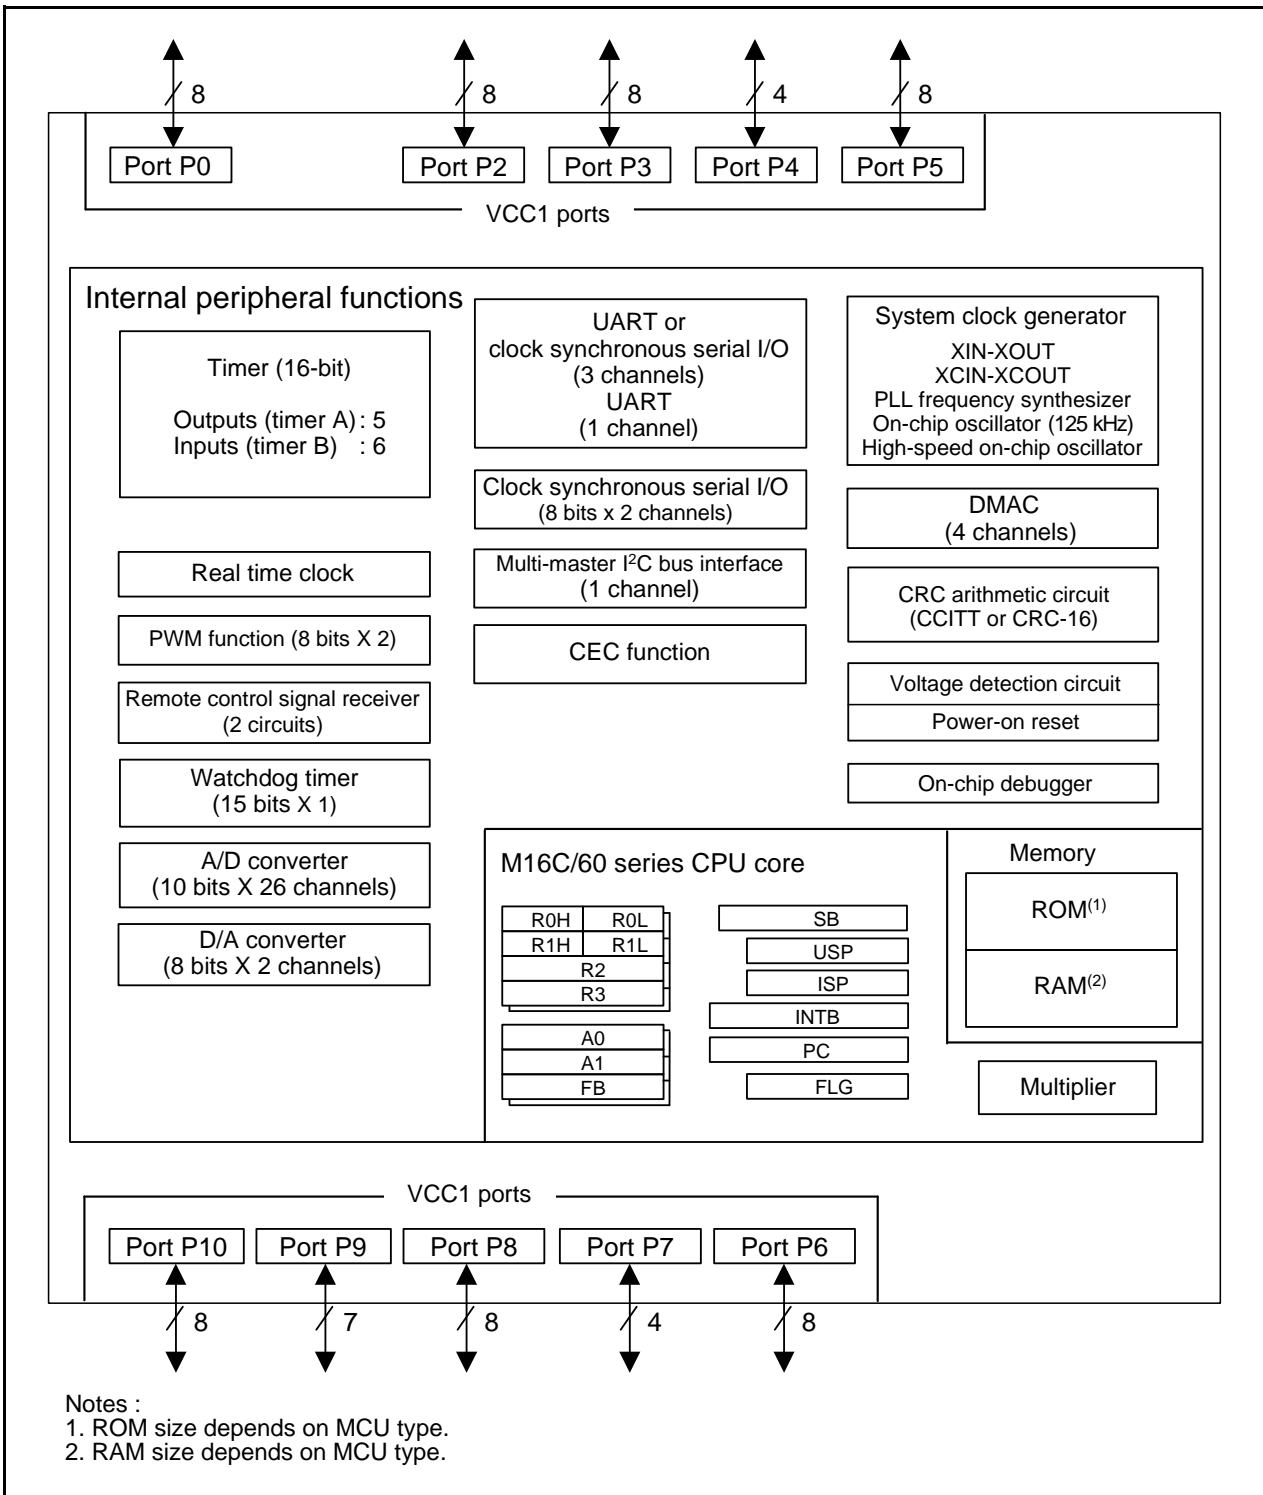 8 8 8 4 8
Port P0 Port P2 Port P3 Port P4 Port P5
VCC1 ports
Internal peripheral functions
Timer (16-bit)
Outputs (timer A) : 5
Inputs (timer B) : 6
Real time clock
PWM function (8 bits X 2)
Remote control signal receiver
(2 circuits)
Watchdog timer
(15 bits X 1)
A/D converter
(10 bits X 26 channels)
D/A converter
(8 bits X 2 channels)
UART or
clock synchronous serial I/O
(3 channels)
UART
(1 channel)
Clock synchronous serial I/O
(8 bits x 2 channels)
Multi-master I²C bus interface
(1 channel)
CEC function
System clock generator
XIN-XOUT
XCIN-XCOUT
PLL frequency synthesizer
On-chip oscillator (125 kHz)
High-speed on-chip oscillator
DMAC
(4 channels)
CRC arithmetic circuit
(CCITT or CRC-16)
Voltage detection circuit
Power-on reset
On-chip debugger
M16C/60 series CPU core
R0H R0L
R1H R1L
R2
R3
A0
A1
FB
SB
USP
ISP
INTB
PC
FLG
Memory
ROM(1)
RAM(2)
Multiplier
VCC1 ports
Port P10 Port P9 Port P8 Port P7 Port P6
8 7 8 4 8
Notes :
1. ROM size depends on MCU type.
2. RAM size depends on MCU type.